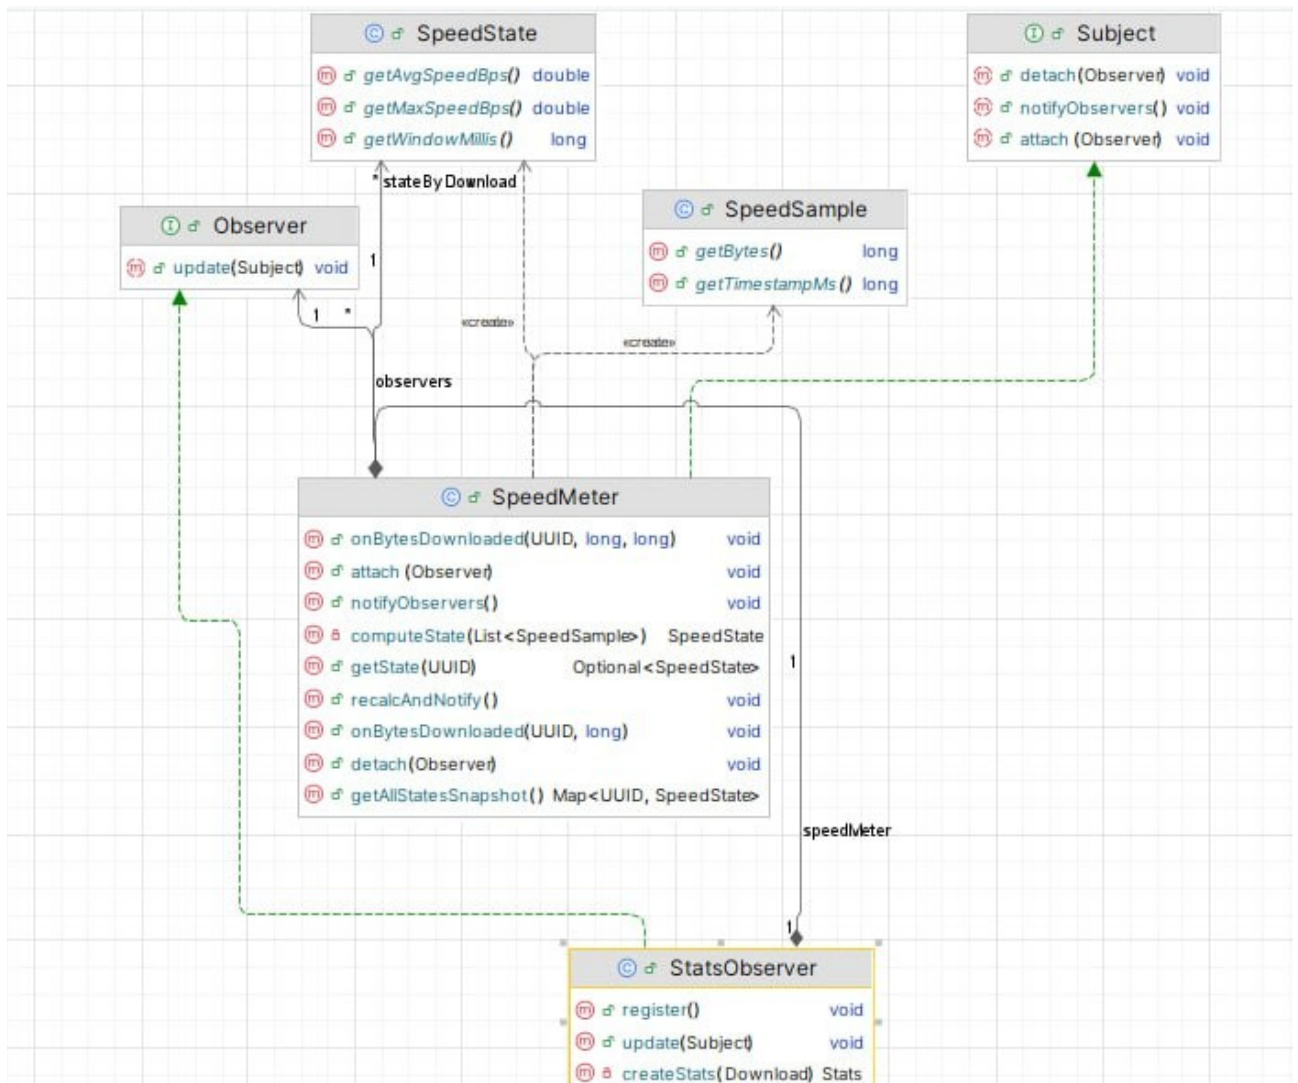 SpeedState
getAvgSpeedBps() double
getMaxSpeedBps() double
getWindowMillis() long
Subject
detach(Observer) void
notifyObservers() void
attach (Observer) void
* stateByDownload
SpeedSample
getBytes() long
getTimestampMs() long
Observer
update(Subject) void
1
1 *
«create»
«create»
observers
SpeedMeter
onBytesDownloaded(UUID, long, long) void
attach (Observer) void
notifyObservers() void
computeState(List<SpeedSample>) SpeedState
getState(UUID) Optional<SpeedState>
recalcAndNotify() void
onBytesDownloaded(UUID, long) void
detach(Observer) void
getAllStatesSnapshot() Map<UUID, SpeedState>
1
speedMeter
1
StatsObserver
register() void
update(Subject) void
createStats(Download) Stats